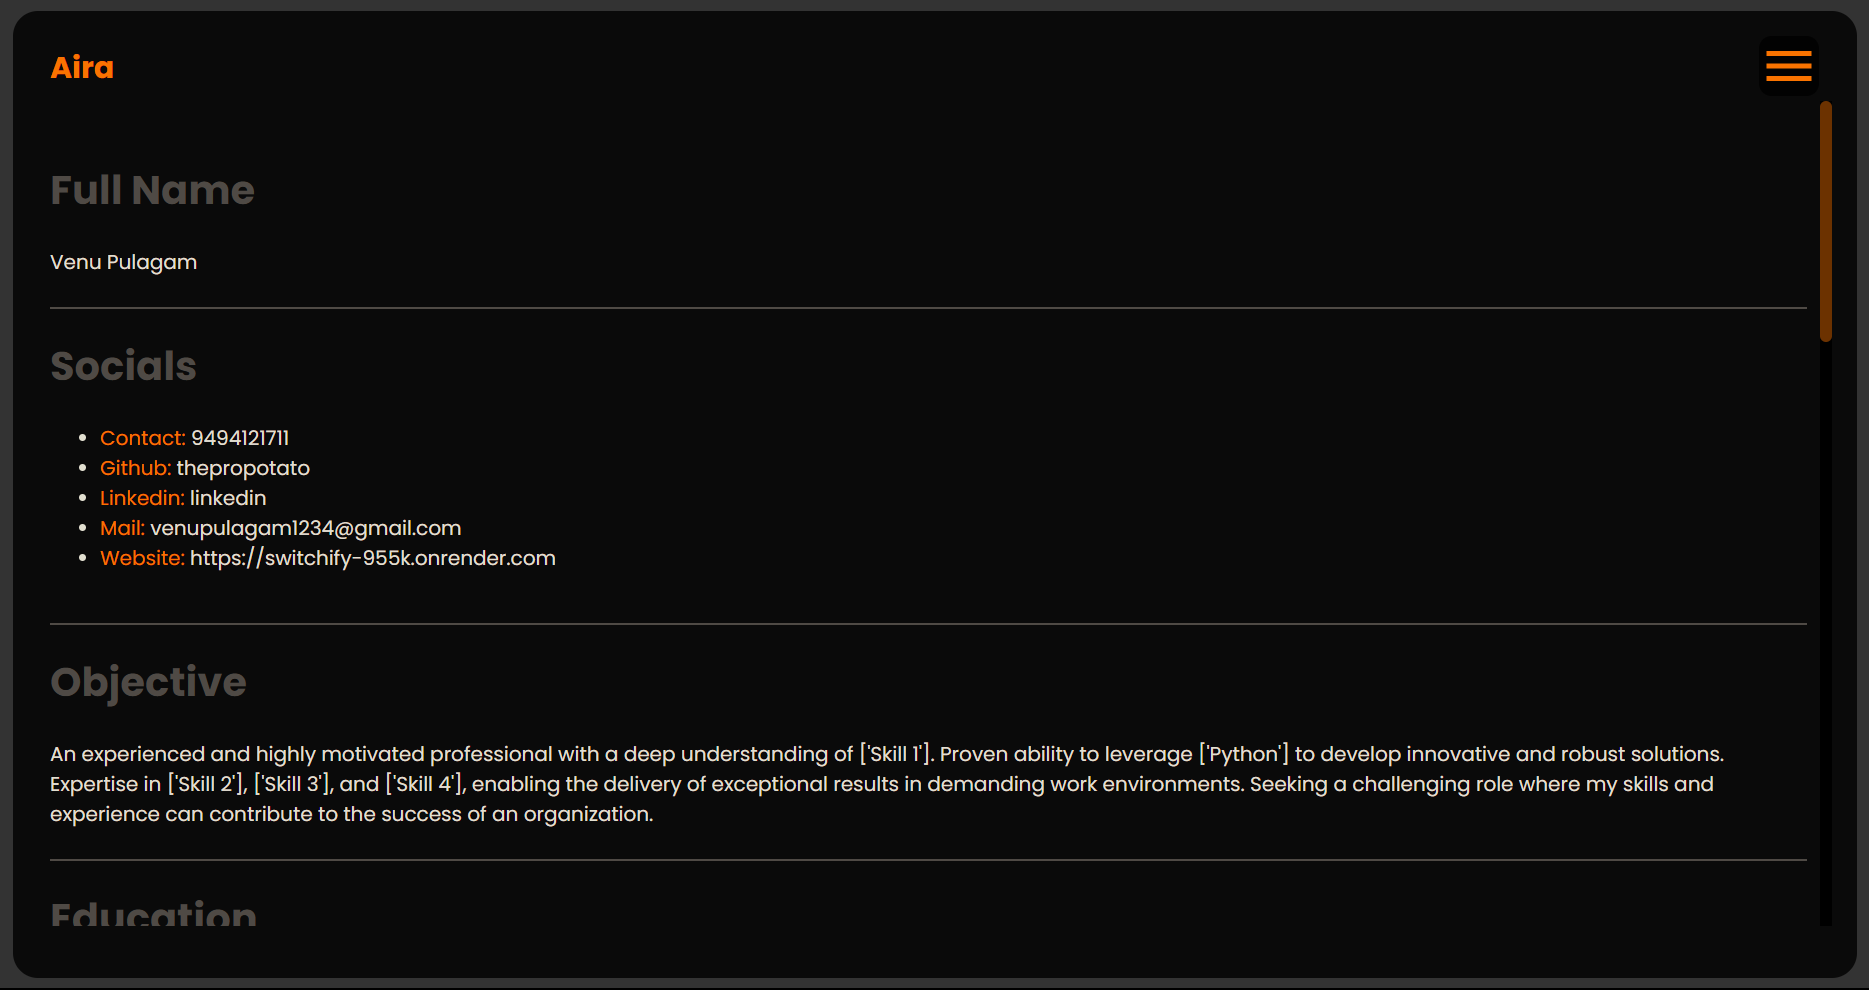 Aira
Full Name
Venu Pulagam
Socials
Contact: 9494121711
Github: thepropotato
Linkedin: linkedin
Mail: venupulagam1234@gmail.com
Website: https://switchify-955k.onrender.com
Objective
An experienced and highly motivated professional with a deep understanding of ['Skill 1']. Proven ability to leverage ['Python'] to develop innovative and robust solutions.
Expertise in ['Skill 2'], ['Skill 3'], and ['Skill 4'], enabling the delivery of exceptional results in demanding work environments. Seeking a challenging role where my skills and
experience can contribute to the success of an organization.
Education